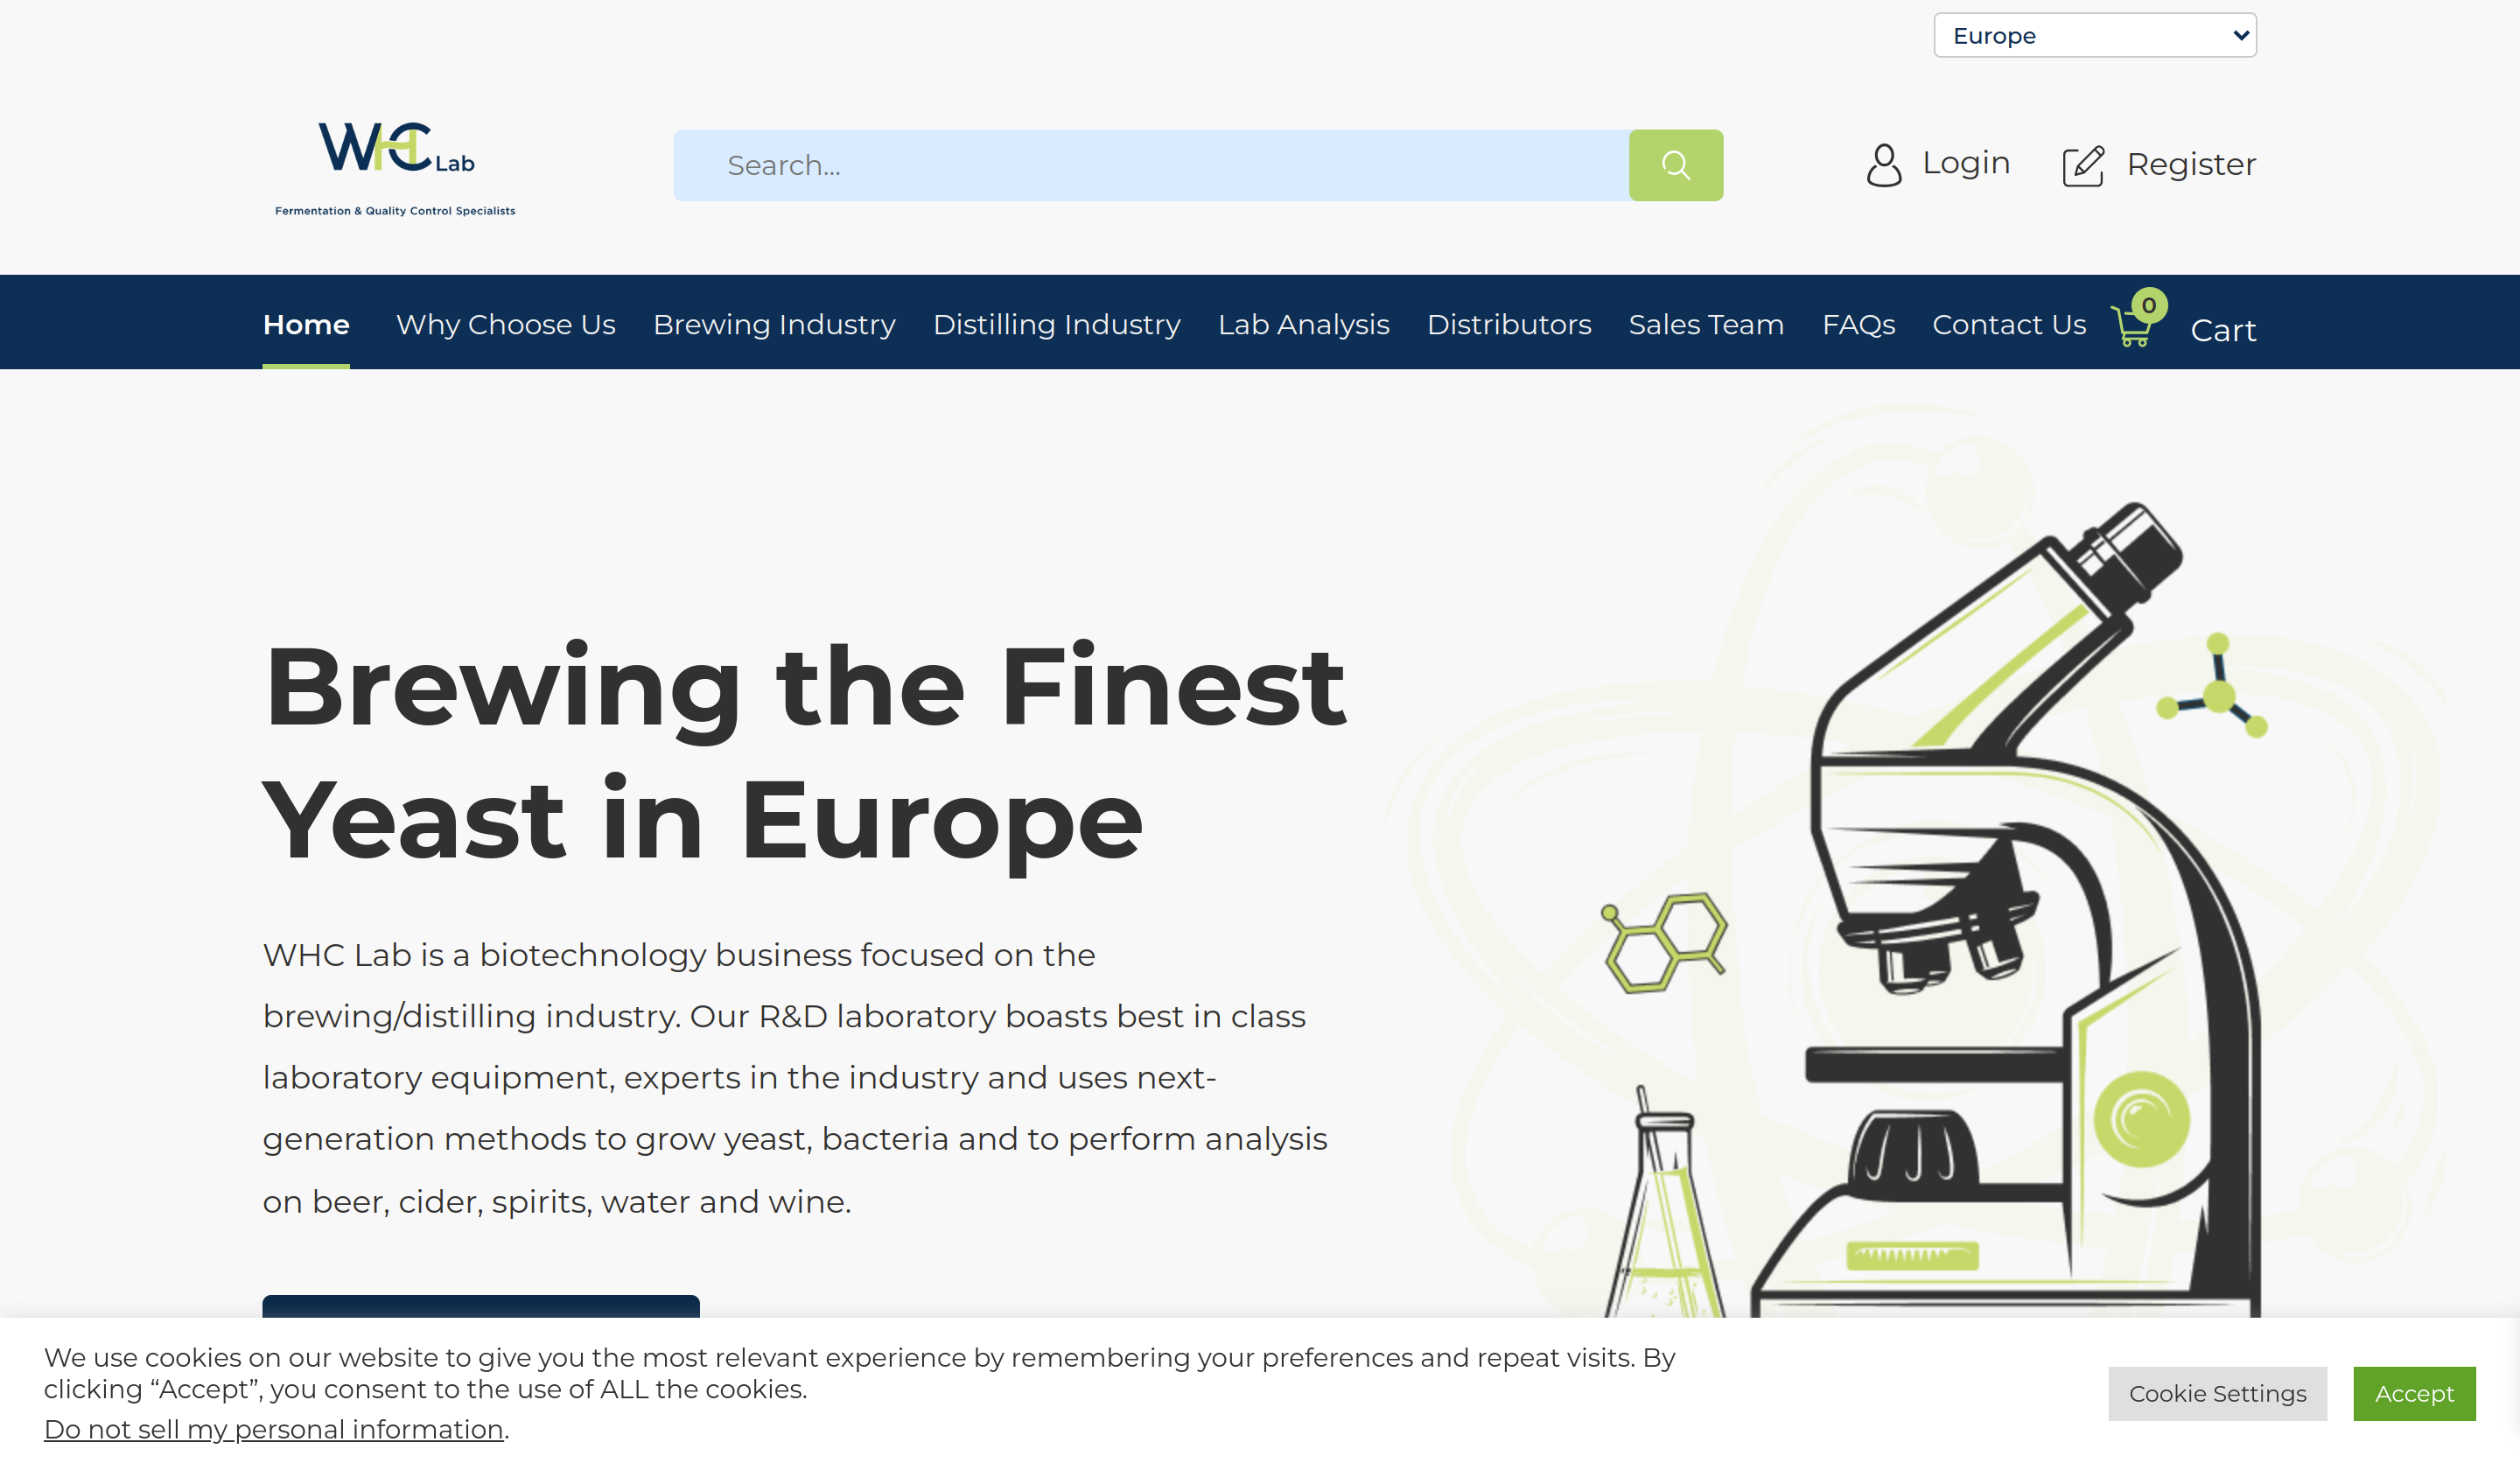 Europe
WHC Lab
Fermentation & Quality Control Specialists
Search...
Login
Register
Home
Why Choose Us
Brewing Industry
Distilling Industry
Lab Analysis
Distributors
Sales Team
FAQs
Contact Us
0
Cart
Brewing the Finest
Yeast in Europe
WHC Lab is a biotechnology business focused on the
brewing/distilling industry. Our R&D laboratory boasts best in class
laboratory equipment, experts in the industry and uses next-
generation methods to grow yeast, bacteria and to perform analysis
on beer, cider, spirits, water and wine.
We use cookies on our website to give you the most relevant experience by remembering your preferences and repeat visits. By
clicking “Accept”, you consent to the use of ALL the cookies.
Do not sell my personal information.
Cookie Settings
Accept